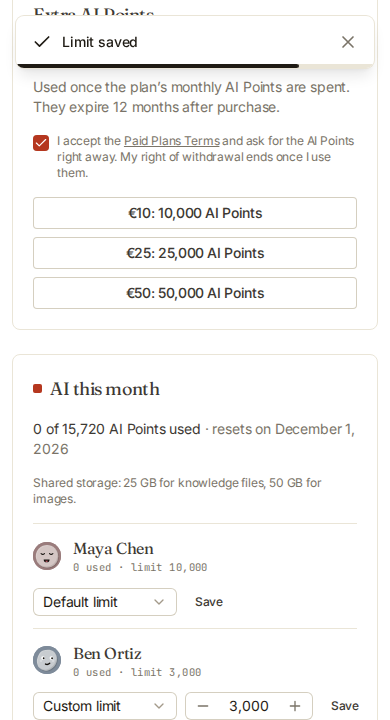 Extra AI Points
Limit saved
Used once the plan’s monthly AI Points are spent.
They expire 12 months after purchase.
I accept the Paid Plans Terms and ask for the AI Points
right away. My right of withdrawal ends once I use
them.
€10: 10,000 AI Points
€25: 25,000 AI Points
€50: 50,000 AI Points
AI this month
0 of 15,720 AI Points used · resets on December 1,
2026
Shared storage: 25 GB for knowledge files, 50 GB for
images.
Maya Chen
0 used · limit 10,000
Default limit
Save
Ben Ortiz
0 used · limit 3,000
Custom limit
3,000
Save